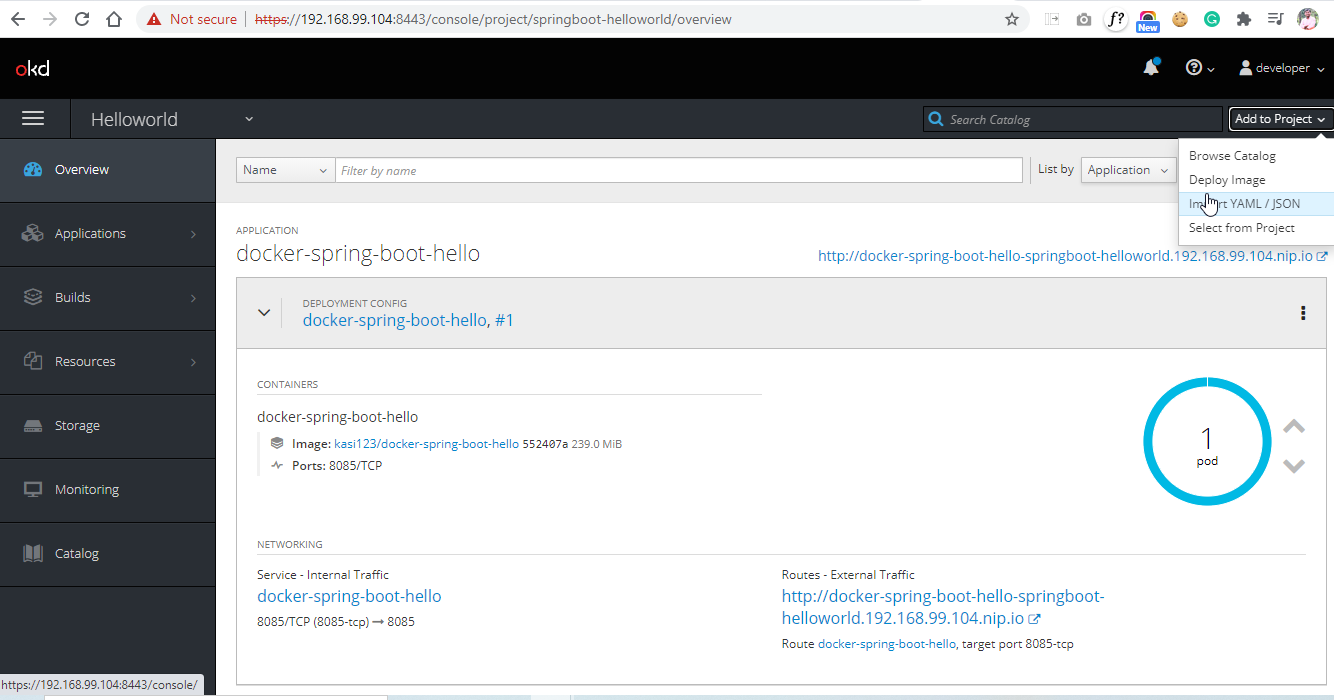 Not secure https://192.168.99.104:8443/console/project/springboot-helloworld/overview
f?
New
okd
developer
Helloworld
Search Catalog
Add to Project
Overview
Applications
Builds
Resources
Storage
Monitoring
Catalog
Name
Filter by name
List by
Application
Browse Catalog
Deploy Image
YAML / JSON
Select from Project
APPLICATION
docker-spring-boot-hello
http://docker-spring-boot-hello-springboot-helloworld.192.168.99.104.nip.io
DEPLOYMENT CONFIG
docker-spring-boot-hello, #1
CONTAINERS
docker-spring-boot-hello
Image: kasi123/docker-spring-boot-hello 552407a 239.0 MiB
Ports: 8085/TCP
1
pod
NETWORKING
Service - Internal Traffic
docker-spring-boot-hello
8085/TCP (8085-tcp) → 8085
Routes - External Traffic
http://docker-spring-boot-hello-springboot-
helloworld.192.168.99.104.nip.io
Route docker-spring-boot-hello, target port 8085-tcp
https://192.168.99.104:8443/console/